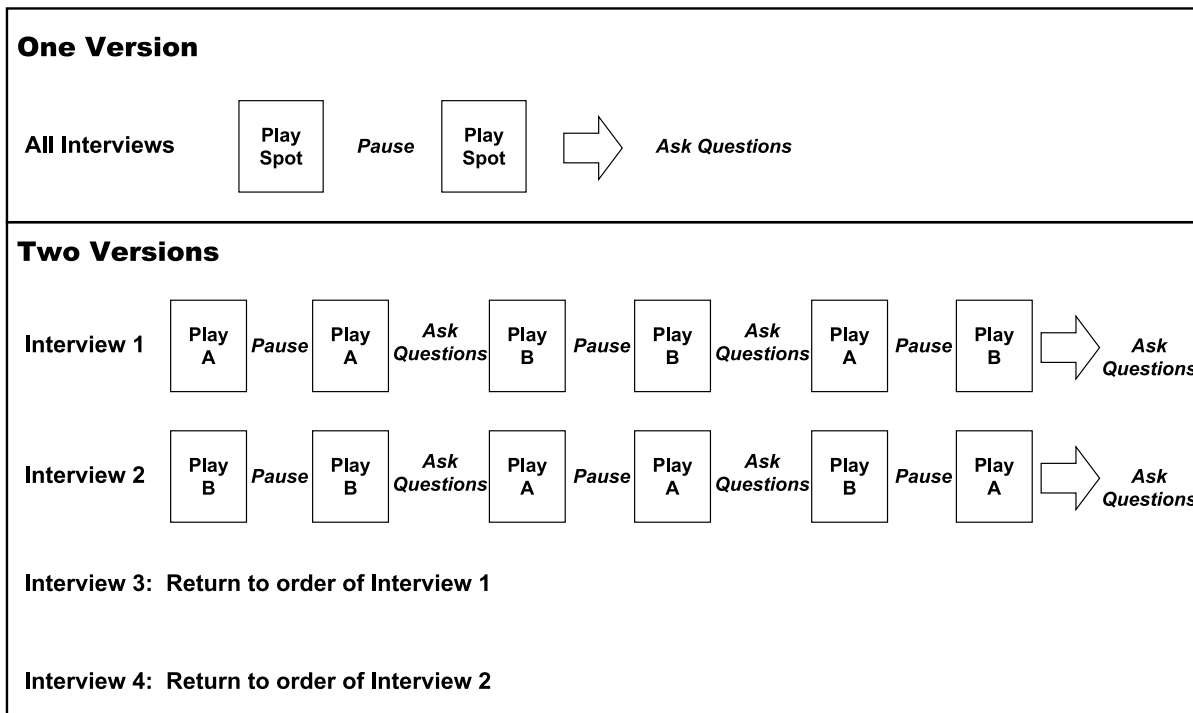 One Version
All Interviews
Play
Spot
Pause
Play
Spot
Ask Questions
Two Versions
Interview 1
Play
A
Pause
Play
A
Ask
Questions
Play
B
Pause
Play
B
Ask
Questions
Play
A
Pause
Play
B
Ask
Questions
Interview 2
Play
B
Pause
Play
B
Ask
Questions
Play
A
Pause
Play
A
Ask
Questions
Play
B
Pause
Play
A
Ask
Questions
Interview 3: Return to order of Interview 1
Interview 4: Return to order of Interview 2